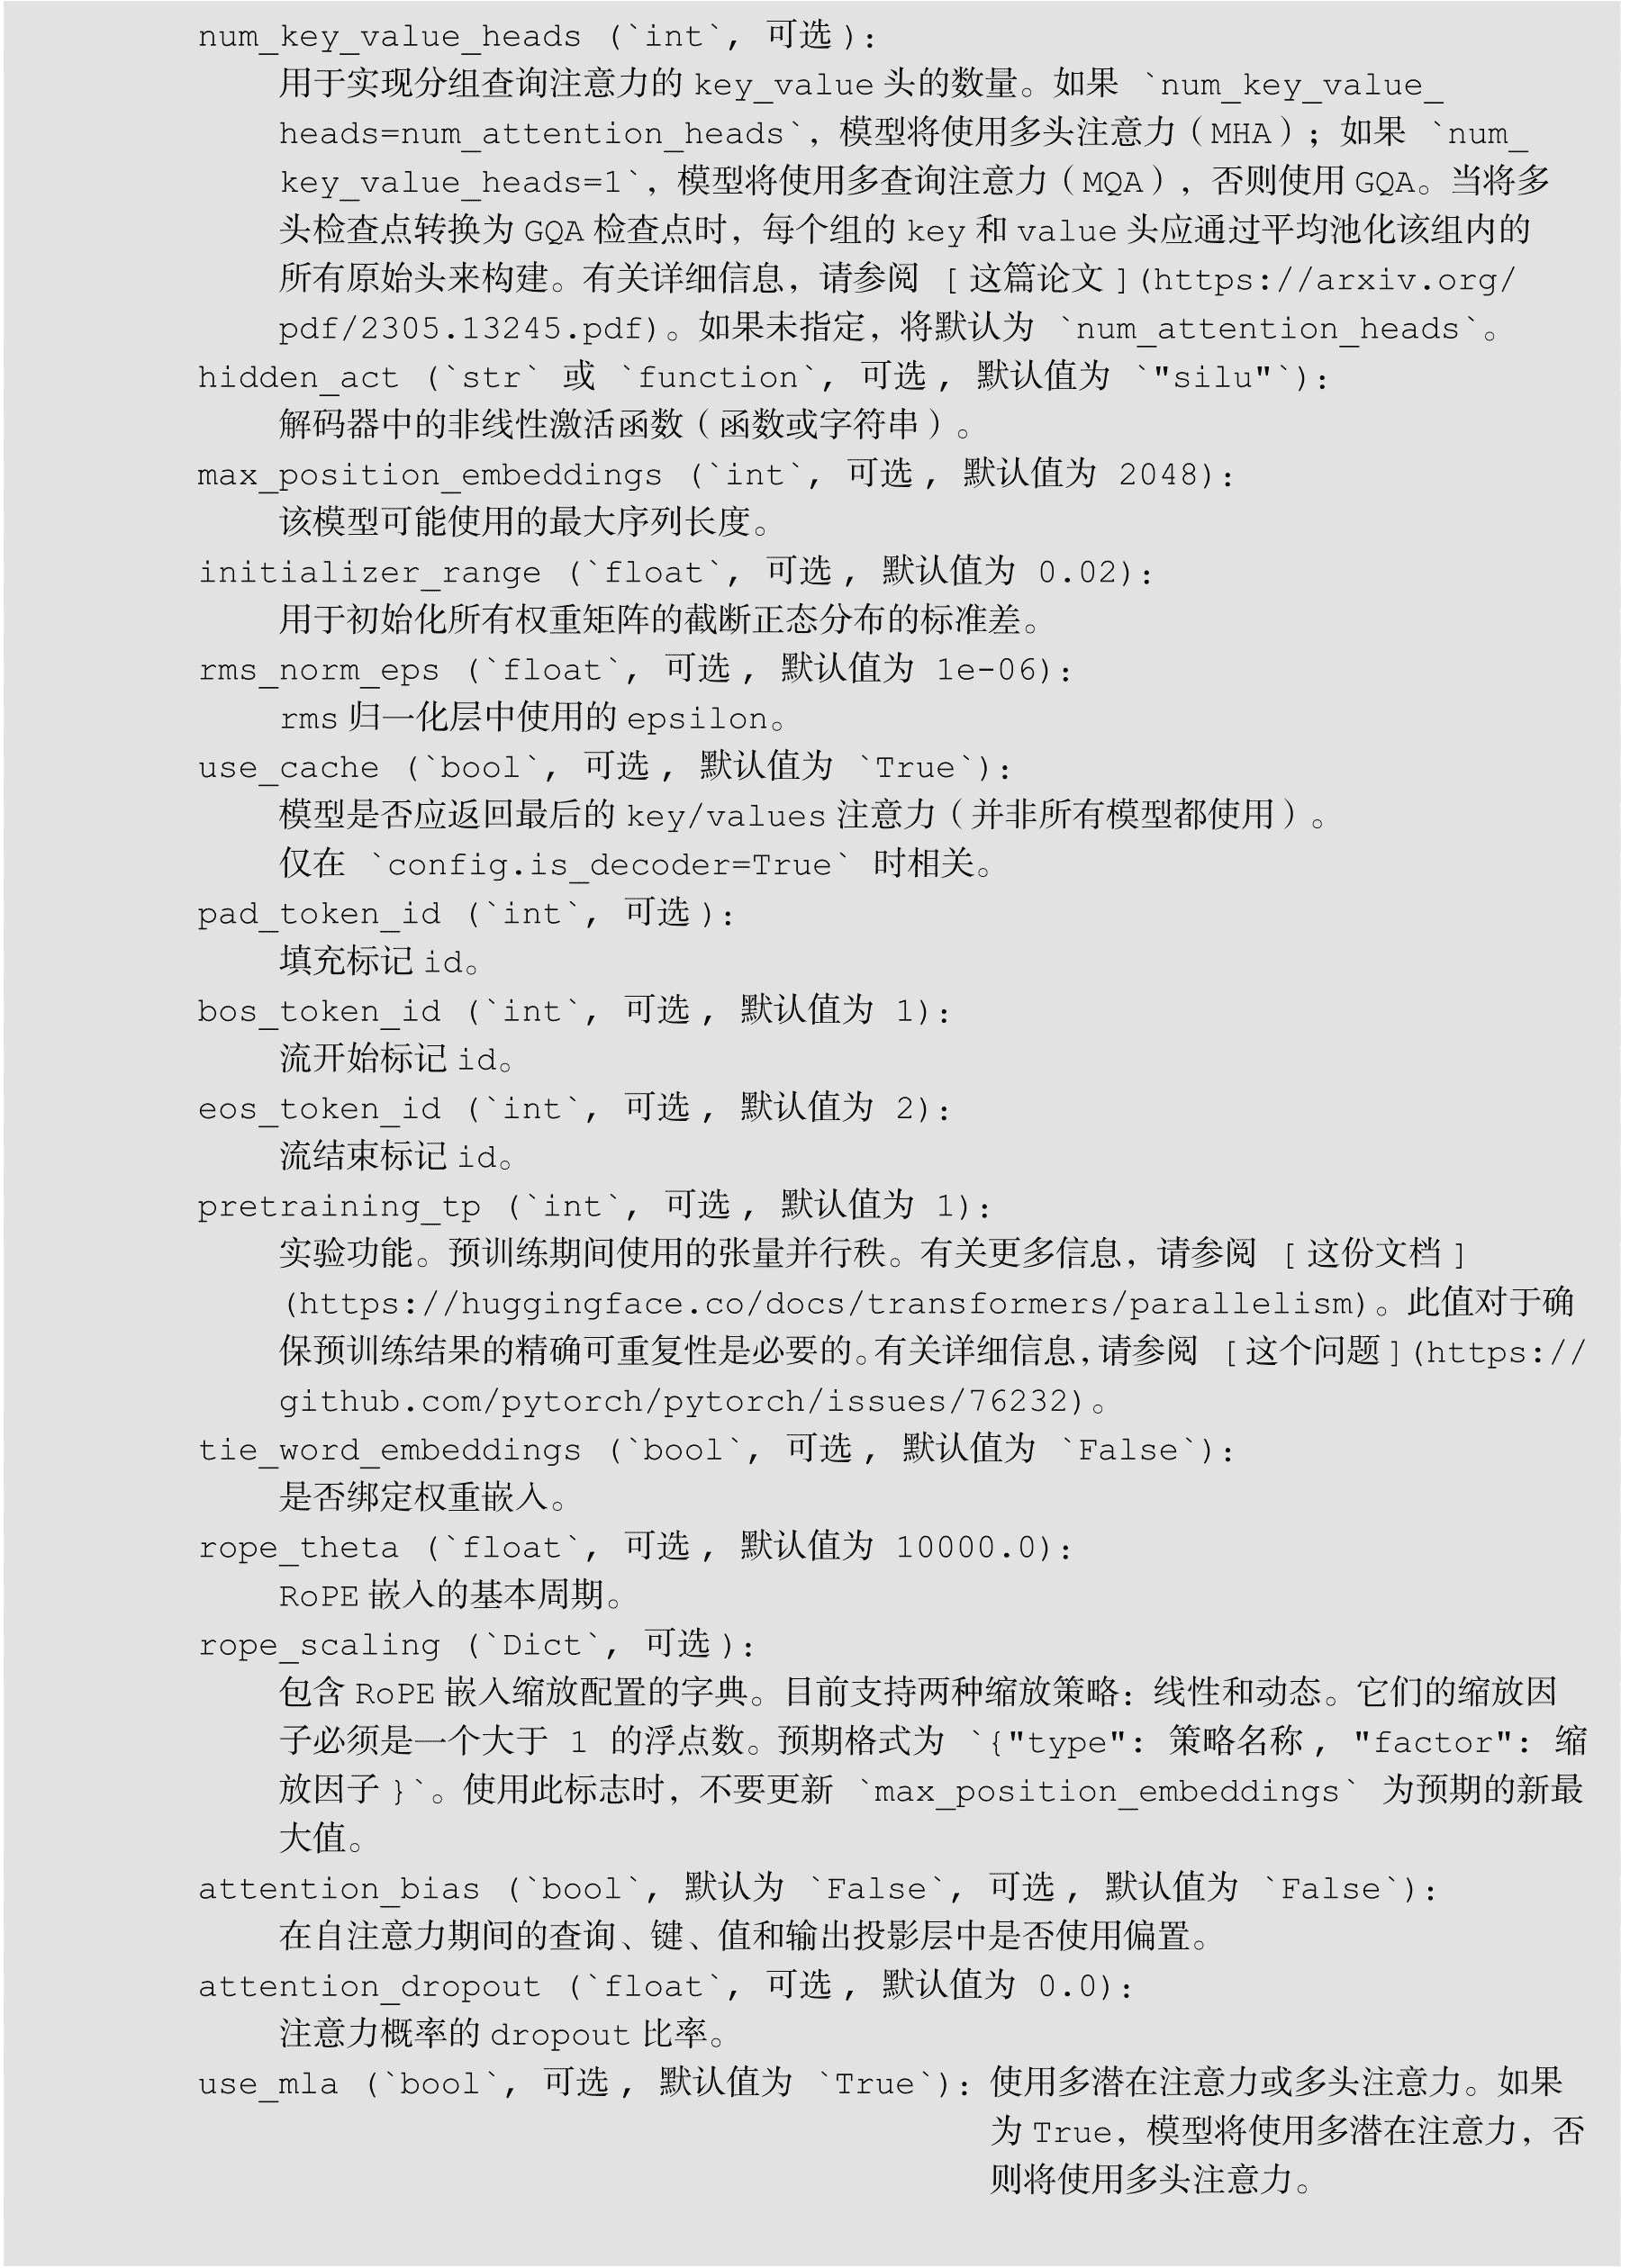 num_key_value_heads (`int`, 可选):
用于实现分组查询注意力的 key_value 头的数量。如果 `num_key_value_
heads=num_attention_heads`，模型将使用多头注意力（MHA）；如果 `num_
key_value_heads=1`，模型将使用多查询注意力（MQA），否则使用 GQA。当将多
头检查点转换为 GQA 检查点时，每个组的 key 和 value 头应通过平均池化该组内的
所有原始头来构建。有关详细信息，请参阅 [这篇论文](https://arxiv.org/
pdf/2305.13245.pdf)。如果未指定，将默认为 `num_attention_heads`。
hidden_act (`str` 或 `function`, 可选, 默认值为 `"silu"`):
解码器中的非线性激活函数（函数或字符串）。
max_position_embeddings (`int`, 可选, 默认值为 2048):
该模型可能使用的最大序列长度。
initializer_range (`float`, 可选, 默认值为 0.02):
用于初始化所有权重矩阵的截断正态分布的标准差。
rms_norm_eps (`float`, 可选, 默认值为 1e-06):
rms 归一化层中使用的 epsilon。
use_cache (`bool`, 可选, 默认值为 `True`):
模型是否应返回最后的 key/values 注意力（并非所有模型都使用）。
仅在 `config.is_decoder=True` 时相关。
pad_token_id (`int`, 可选):
填充标记 id。
bos_token_id (`int`, 可选, 默认值为 1):
流开始标记 id。
eos_token_id (`int`, 可选, 默认值为 2):
流结束标记 id。
pretraining_tp (`int`, 可选, 默认值为 1):
实验功能。预训练期间使用的张量并行秩。有关更多信息，请参阅 [这份文档]
(https://huggingface.co/docs/transformers/parallelism)。此值对于确
保预训练结果的精确可重复性是必要的。有关详细信息，请参阅 [这个问题](https://
github.com/pytorch/pytorch/issues/76232)。
tie_word_embeddings (`bool`, 可选, 默认值为 `False`):
是否绑定权重嵌入。
rope_theta (`float`, 可选, 默认值为 10000.0):
RoPE 嵌入的基本周期。
rope_scaling (`Dict`, 可选):
包含 RoPE 嵌入缩放配置的字典。目前支持两种缩放策略：线性和动态。它们的缩放因
子必须是一个大于 1 的浮点数。预期格式为 `{"type": 策略名称, "factor": 缩
放因子}`。使用此标志时，不要更新 `max_position_embeddings` 为预期的新最
大值。
attention_bias (`bool`, 默认为 `False`, 可选, 默认值为 `False`):
在自注意力期间的查询、键、值和输出投影层中是否使用偏置。
attention_dropout (`float`, 可选, 默认值为 0.0):
注意力概率的 dropout 比率。
use_mla (`bool`, 可选, 默认值为 `True`): 使用多潜在注意力或多头注意力。如果
为 True，模型将使用多潜在注意力，否
则将使用多头注意力。